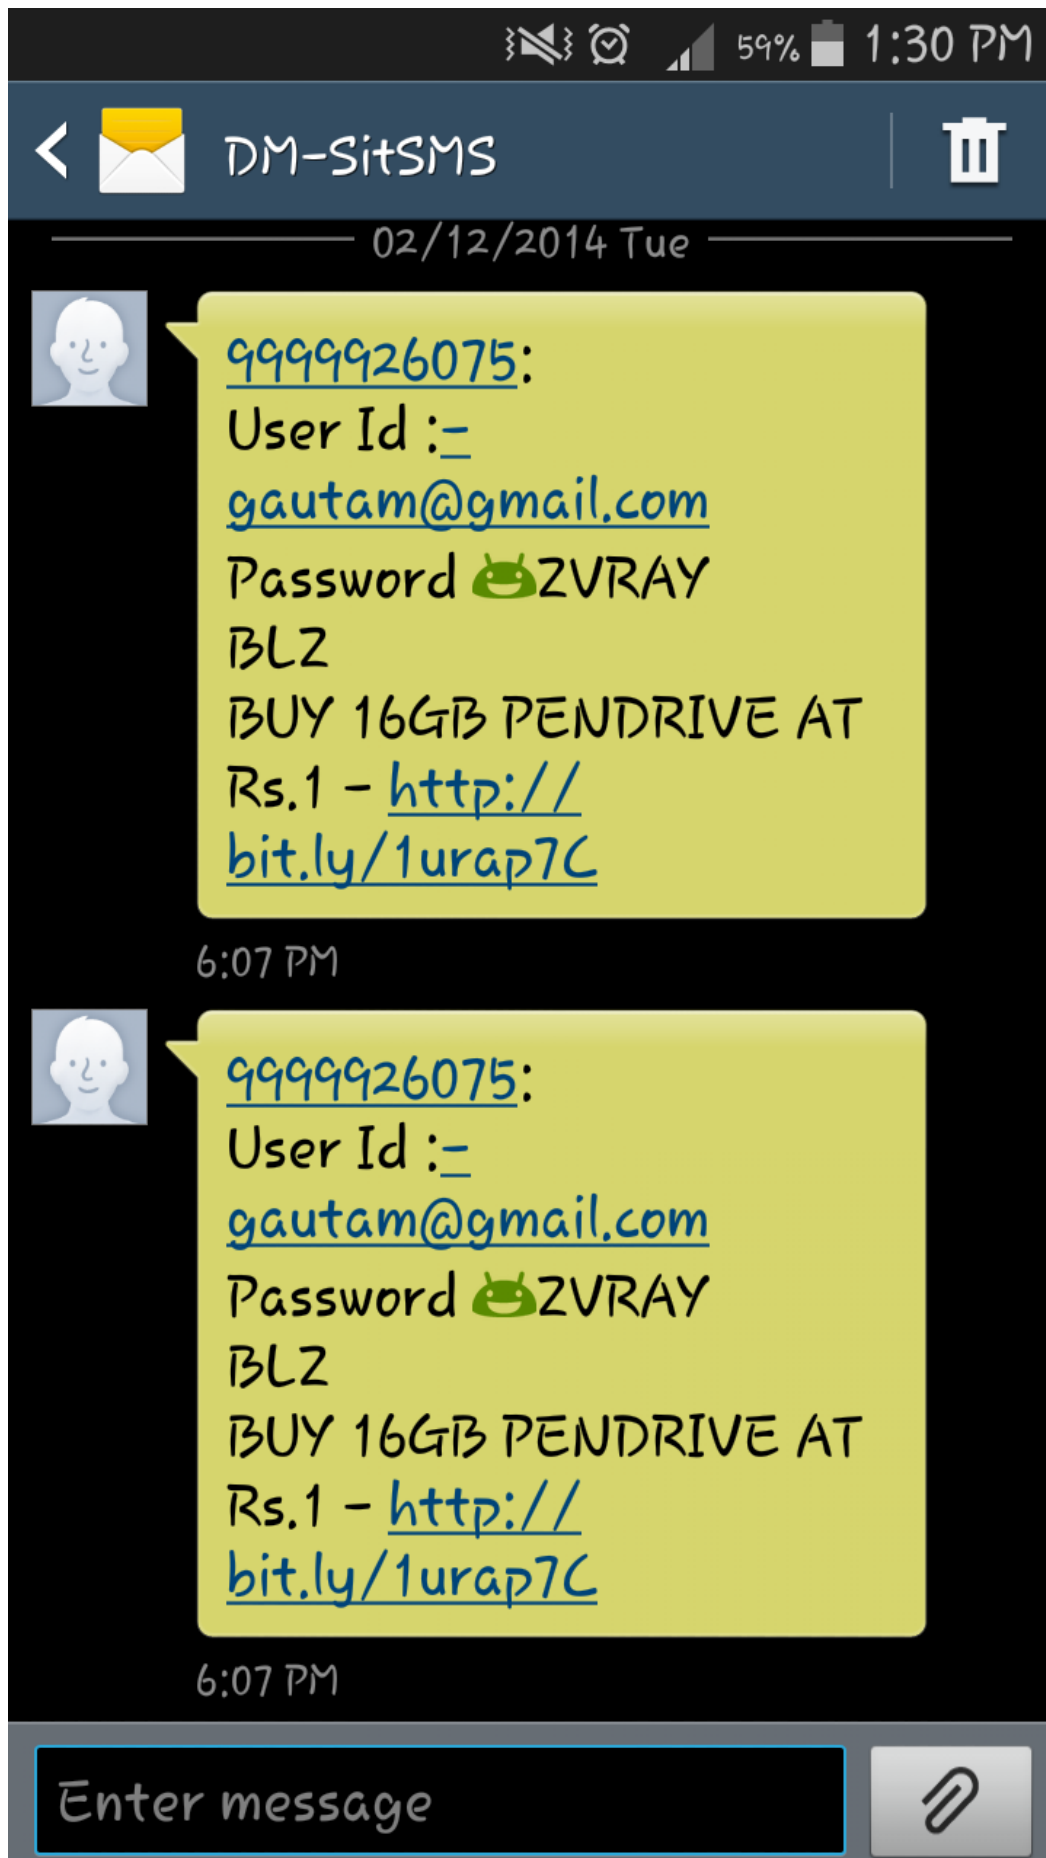 59% 1:30 PM
DM-SitSMS
02/12/2014 Tue
9999926075:
User Id :-
gautam@gmail.com
Password ZVRAY
BLZ
BUY 16GB PENDRIVE AT
Rs.1 - http://
bit.ly/1urap7C
6:07 PM
9999926075:
User Id :-
gautam@gmail.com
Password ZVRAY
BLZ
BUY 16GB PENDRIVE AT
Rs.1 - http://
bit.ly/1urap7C
6:07 PM
Enter message